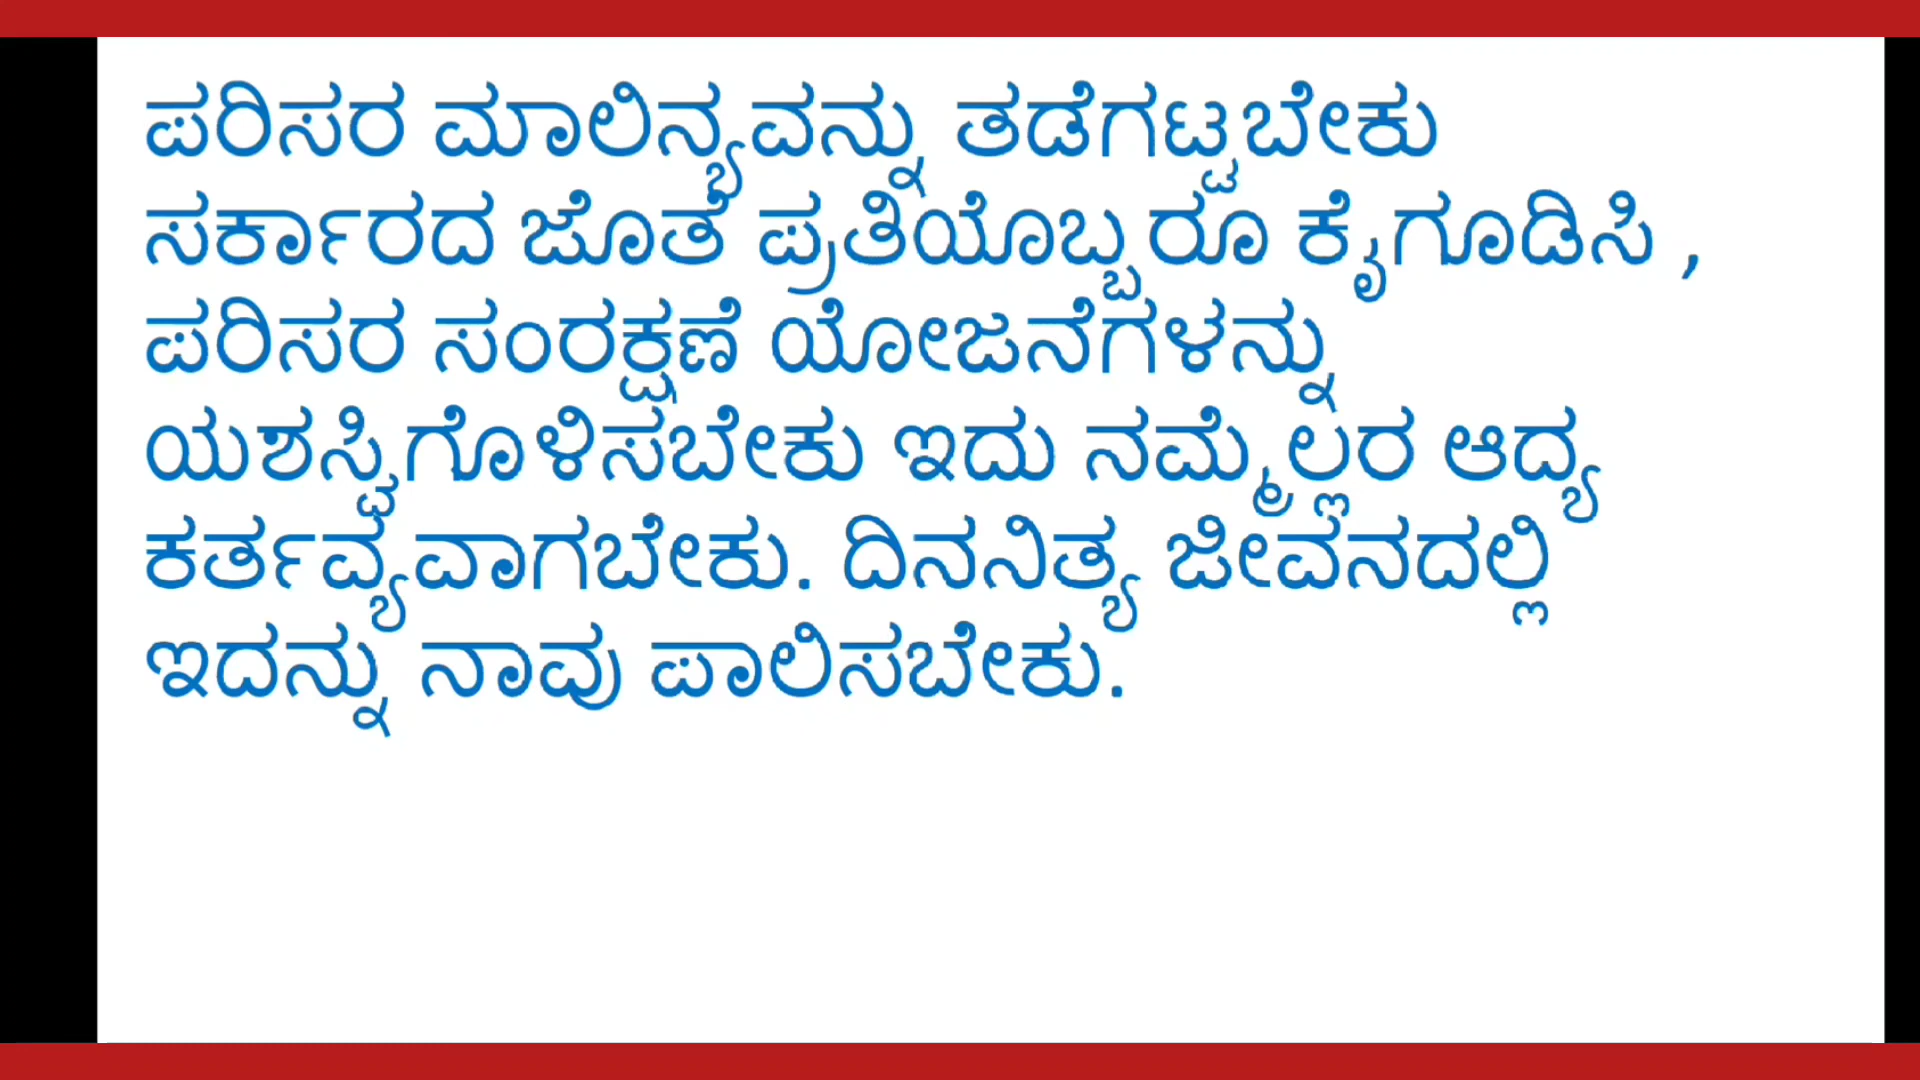 ಪರಿಸರ ಮಾಲಿನ್ಯವನ್ನು ತಡೆಗಟ್ಟಬೇಕು
ಸರ್ಕಾರದ ಜೊತೆ ಪ್ರತಿಯೊಬ್ಬರೂ ಕೈಗೂಡಿಸಿ ,
ಪರಿಸರ ಸಂರಕ್ಷಣೆ ಯೋಜನೆಗಳನ್ನು
ಯಶಸ್ವಿಗೊಳಿಸಬೇಕು ಇದು ನಮ್ಮೆಲ್ಲರ ಆದ್ಯ
ಕರ್ತವ್ಯವಾಗಬೇಕು. ದಿನನಿತ್ಯ ಜೀವನದಲ್ಲಿ
ಇದನ್ನು ನಾವು ಪಾಲಿಸಬೇಕು.